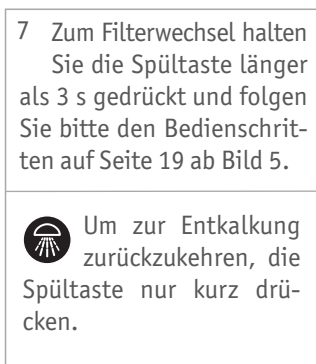 7 Zum Filterwechsel halten
Sie die Spültaste länger
als 3 s gedrückt und folgen
Sie bitte den Bedienschrit-
ten auf Seite 19 ab Bild 5.
Um zur Entkalkung
zurückzukehren, die
Spültaste nur kurz drü-
cken.